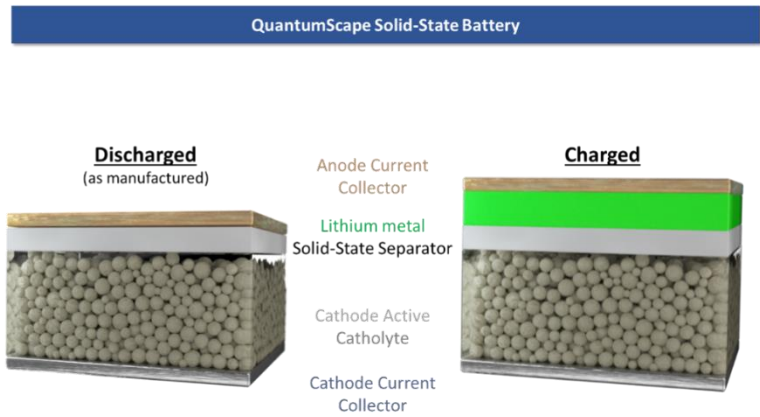 QuantumScape Solid-State Battery
Discharged
(as manufactured)
Anode Current
Collector
Lithium metal
Solid-State Separator
Cathode Active
Catholyte
Cathode Current
Collector
Charged